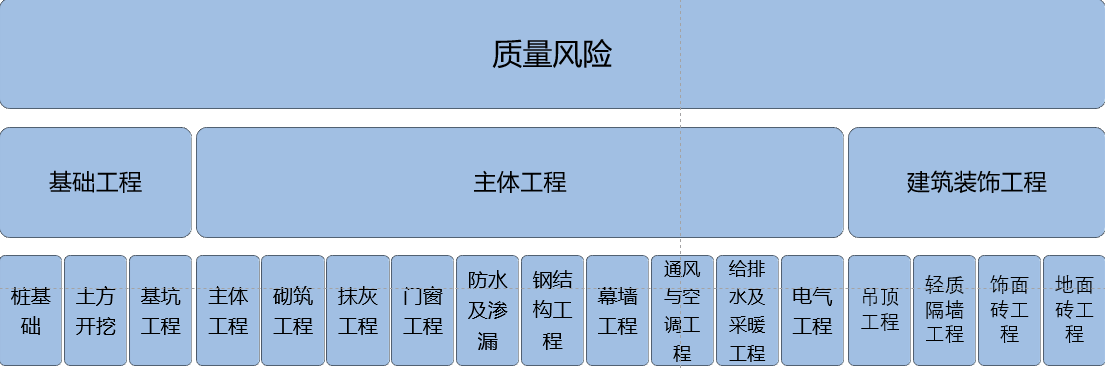 质量风险
基础工程
主体工程
建筑装饰工程
桩基
础
土方
开挖
基坑
工程
主体
工程
砌筑
工程
抹灰
工程
门窗
工程
防水
及渗
漏
钢结
构工
程
幕墙
工程
通风
与空
调工
程
给排
水及
采暖
工程
电气
工程
吊顶
工程
轻质
隔墙
工程
饰面
砖工
程
地面
砖工
程